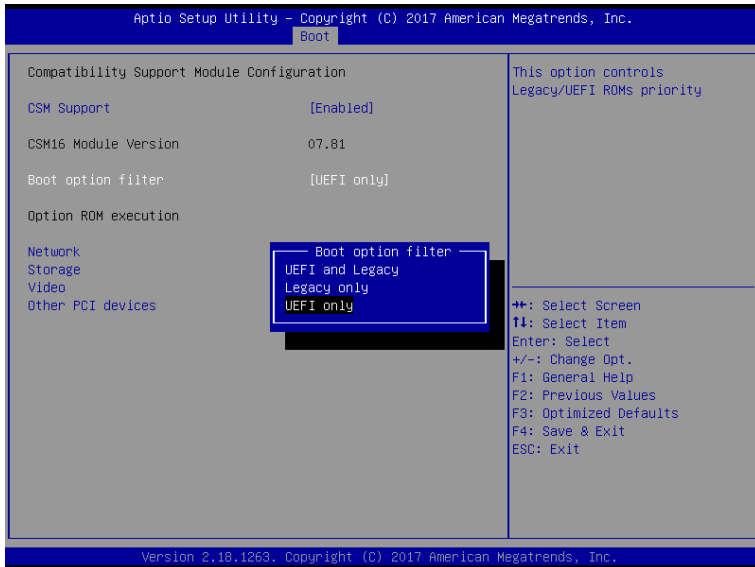 Aptio Setup Utility – Copyright (C) 2017 American Megatrends, Inc.
Boot
Compatibility Support Module Configuration
CSM Support [Enabled]
CSM16 Module Version 07.81
Boot option filter [UEFI only]
Option ROM execution
Network
Storage
Video
Other PCI devices
Boot option filter
UEFI and Legacy
Legacy only
UEFI only
This option controls
Legacy/UEFI ROMs priority
→←: Select Screen
↑↓: Select Item
Enter: Select
+/-: Change Opt.
F1: General Help
F2: Previous Values
F3: Optimized Defaults
F4: Save & Exit
ESC: Exit
Version 2.18.1263. Copyright (C) 2017 American Megatrends, Inc.